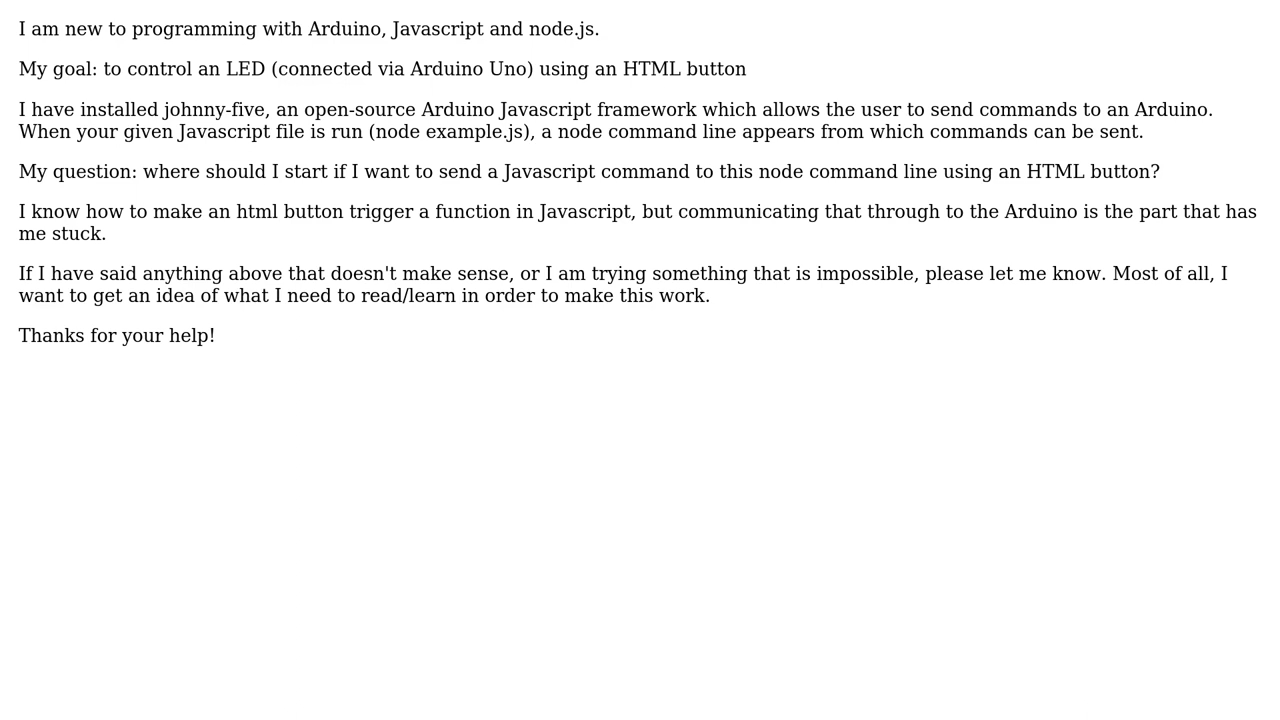 I am new to programming with Arduino, Javascript and node.js.
My goal: to control an LED (connected via Arduino Uno) using an HTML button
I have installed johnny-five, an open-source Arduino Javascript framework which allows the user to send commands to an Arduino.
When your given Javascript file is run (node example.js), a node command line appears from which commands can be sent.
My question: where should I start if I want to send a Javascript command to this node command line using an HTML button?
I know how to make an html button trigger a function in Javascript, but communicating that through to the Arduino is the part that has
me stuck.
If I have said anything above that doesn't make sense, or I am trying something that is impossible, please let me know. Most of all, I
want to get an idea of what I need to read/learn in order to make this work.
Thanks for your help!